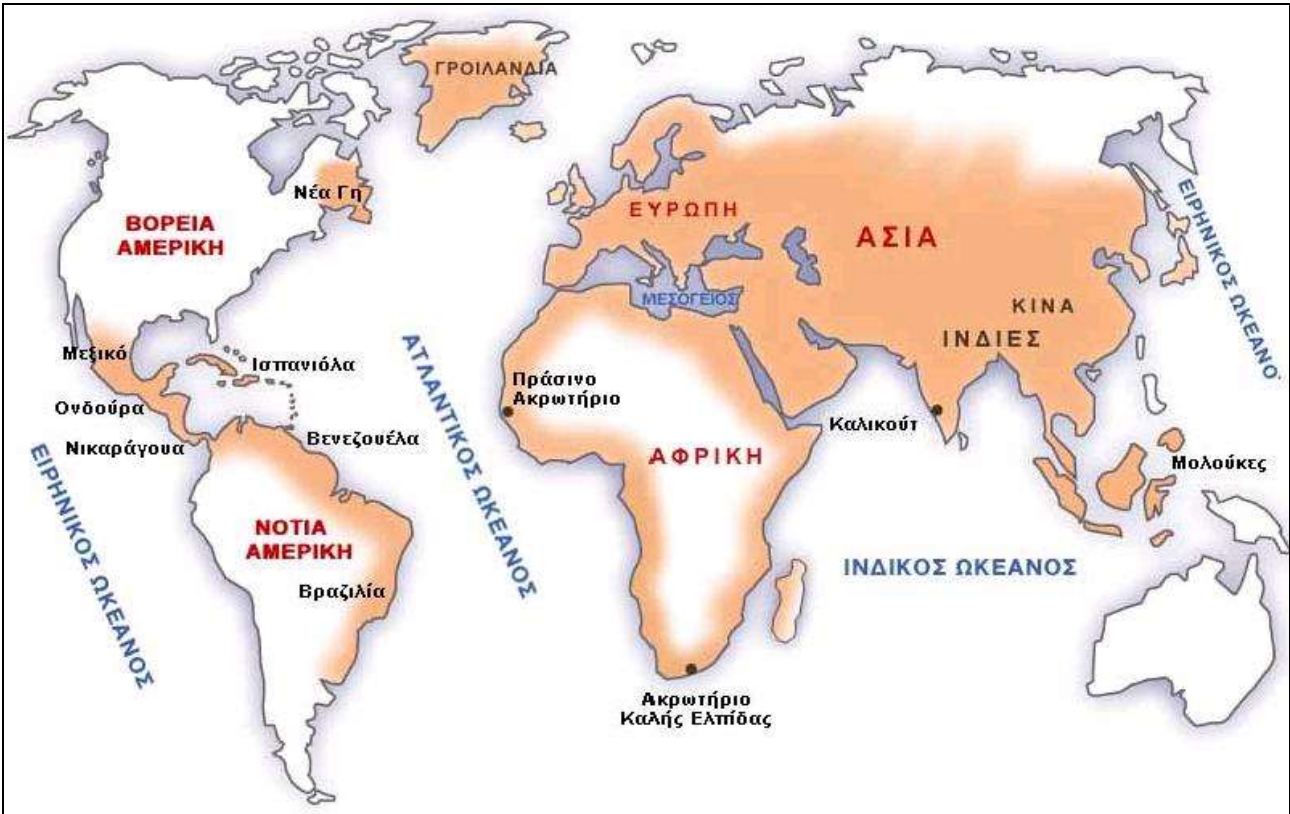 ΓΡΟΙΛΑΝΔΙΑ
Νέα Γη
ΒΟΡΕΙΑ
ΑΜΕΡΙΚΗ
ΕΥΡΩΠΗ
ΑΣΙΑ
ΕΙΡΗΝΙΚΟΣ ΩΚΕΑΝΟ
ΜΕΣΟΓΕΙΟΣ
ΚΙΝΑ
ΙΝΔΙΕΣ
Μεξικό
Ισπανιόλα
ΑΤΛΑΝΤΙΚΟΣ ΩΚΕΑΝΟΣ
Πράσινο
Ακρωτήριο
Ονδούρα
Καλικούτ
Νικαράγουα
Βενεζουέλα
ΑΦΡΙΚΗ
Μολούκες
ΕΙΡΗΝΙΚΟΣ ΩΚΕΑΝΟΣ
ΝΟΤΙΑ
ΑΜΕΡΙΚΗ
ΙΝΔΙΚΟΣ ΩΚΕΑΝΟΣ
Βραζιλία
Ακρωτήριο
Καλής Ελπίδας